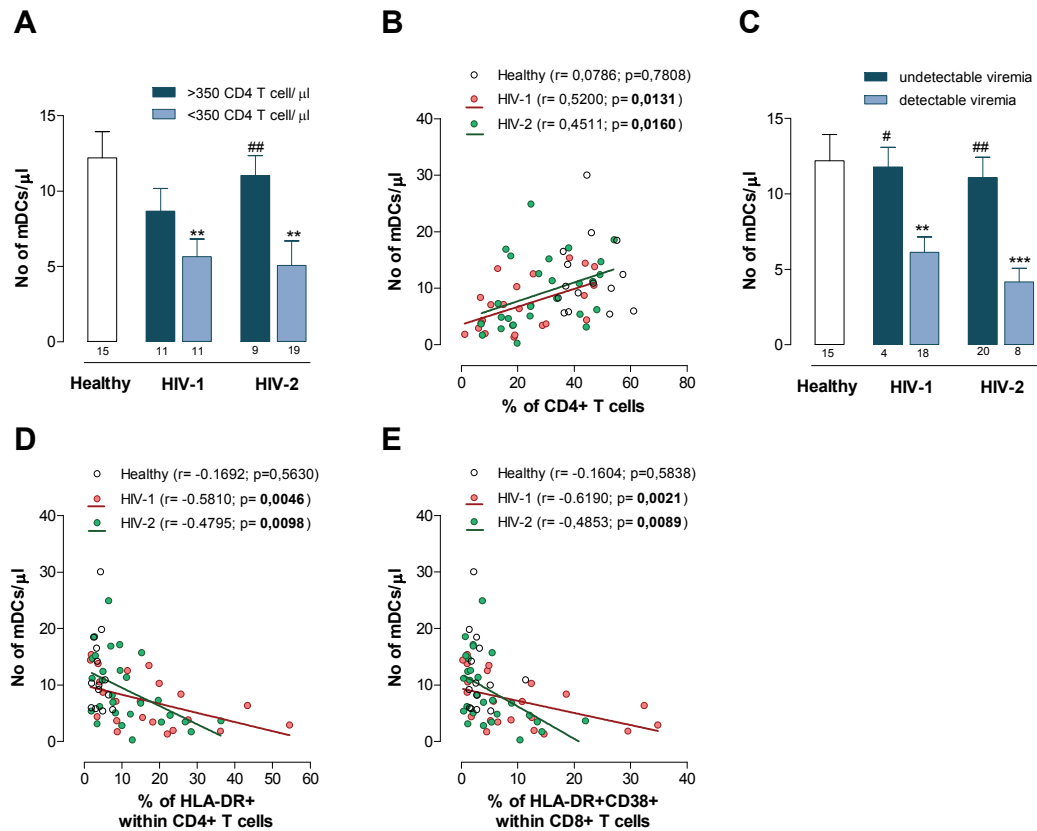 A
>350 CD4 T cell/ µl
<350 CD4 T cell/ µl
No of mDCs/µl
15
10
5
0
##
**
**
15
11
11
9
19
Healthy
HIV-1
HIV-2
B
Healthy (r= 0,0786; p=0,7808)
HIV-1 (r= 0,5200; p= 0,0131)
HIV-2 (r= 0,4511; p= 0,0160)
No of mDCs/µl
40
30
20
10
0
0
20
40
60
80
% of CD4+ T cells
C
undetectable viremia
detectable viremia
No of mDCs/µl
15
10
5
0
#
**
##
***
15
4
18
20
8
Healthy
HIV-1
HIV-2
D
Healthy (r= -0.1692; p=0,5630)
HIV-1 (r= -0.5810; p= 0,0046)
HIV-2 (r= -0.4795; p= 0,0098)
No of mDCs/µl
40
30
20
10
0
0
10
20
30
40
50
60
% of HLA-DR+
within CD4+ T cells
E
Healthy (r= -0.1604; p=0,5838)
HIV-1 (r= -0.6190; p= 0,0021)
HIV-2 (r= -0,4853; p= 0,0089)
No of mDCs/µl
40
30
20
10
0
0
10
20
30
40
% of HLA-DR+CD38+
within CD8+ T cells